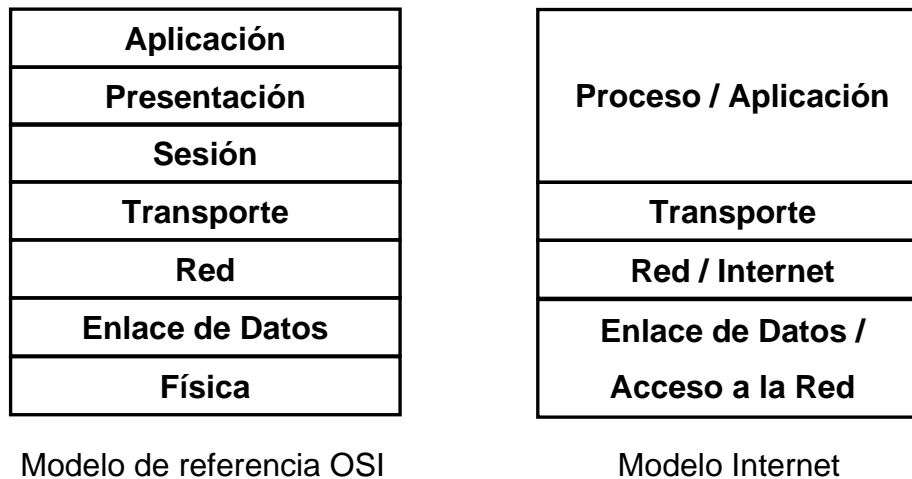 Aplicación
Presentación
Sesión
Transporte
Red
Enlace de Datos
Física
Modelo de referencia OSI
Proceso / Aplicación
Transporte
Red / Internet
Enlace de Datos /
Acceso a la Red
Modelo Internet